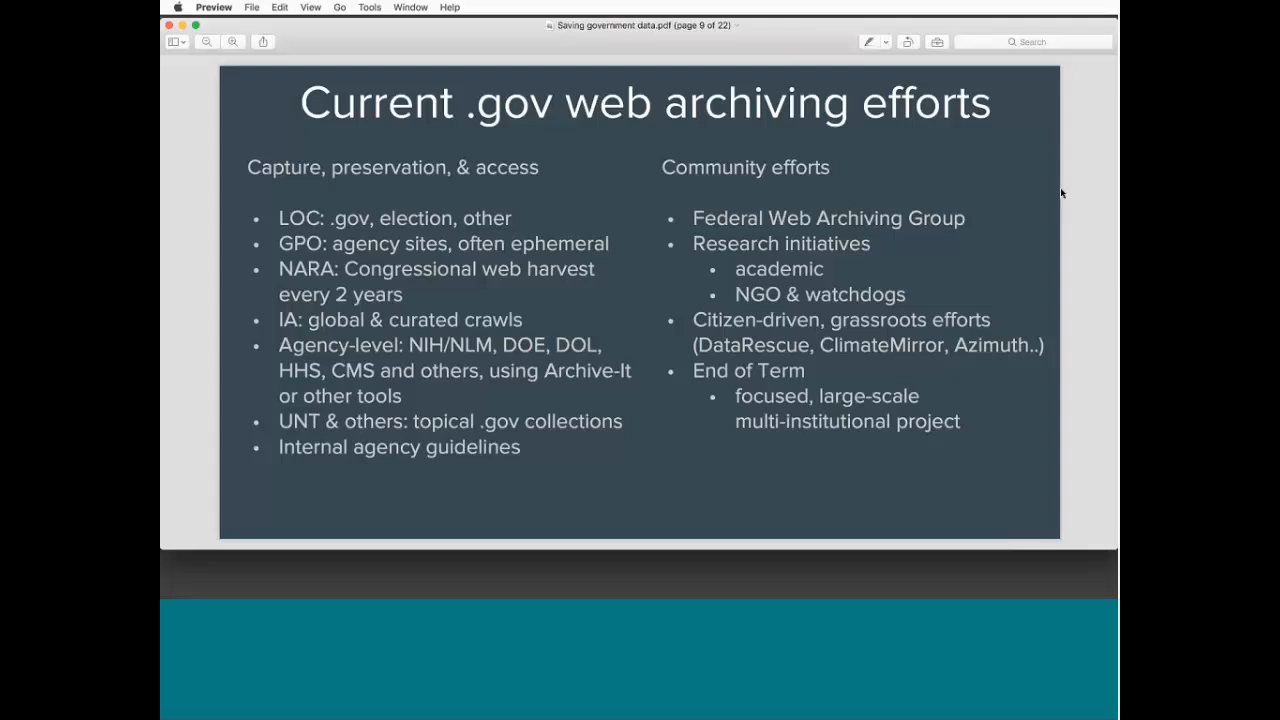 Preview File Edit View Go Tools Window Help
Saving government data.pdf (page 9 of 22)
Search
Current .gov web archiving efforts
Capture, preservation, & access
• LOC: .gov, election, other
• GPO: agency sites, often ephemeral
• NARA: Congressional web harvest
every 2 years
• IA: global & curated crawls
• Agency-level: NIH/NLM, DOE, DOL,
HHS, CMS and others, using Archive-It
or other tools
• UNT & others: topical .gov collections
• Internal agency guidelines
Community efforts
• Federal Web Archiving Group
• Research initiatives
• academic
• NGO & watchdogs
• Citizen-driven, grassroots efforts
(DataRescue, ClimateMirror, Azimuth..)
• End of Term
• focused, large-scale
multi-institutional project